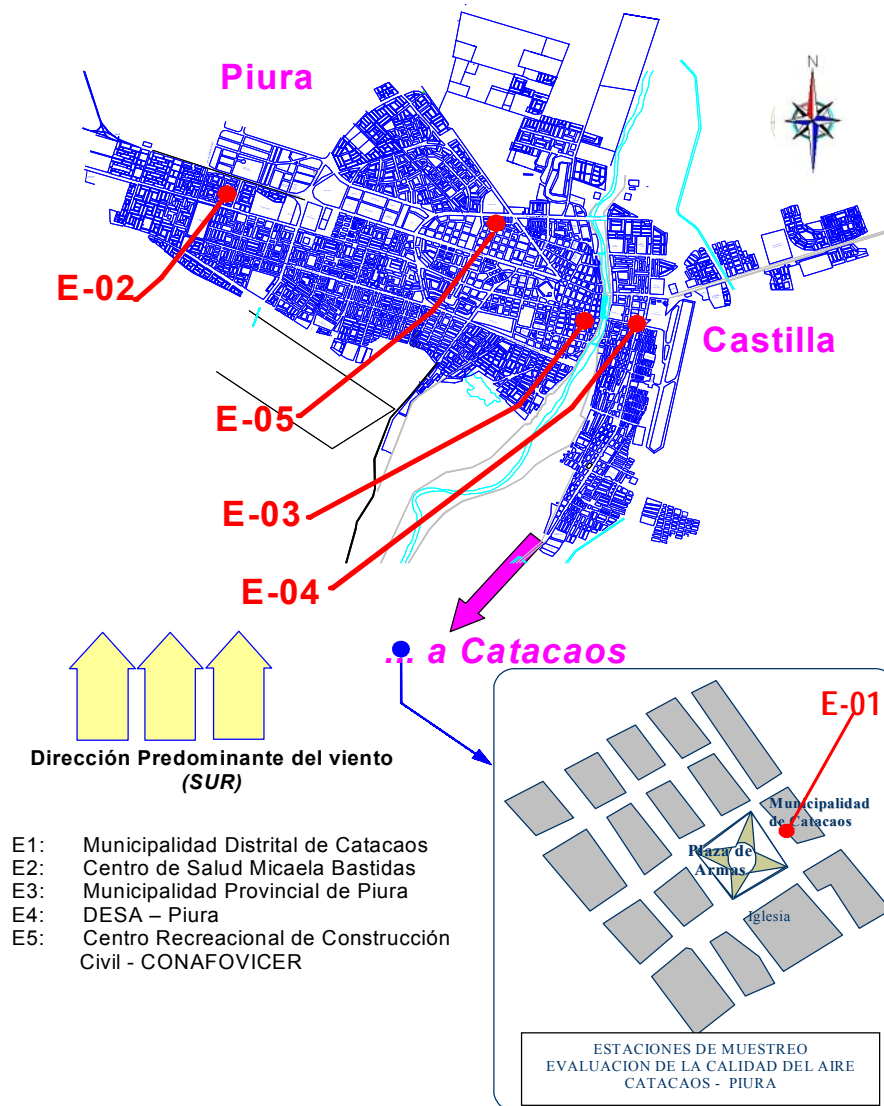 N
Piura
E-02
Castilla
E-05
E-03
E-04
... a Catacaos
Dirección Predominante del viento
(SUR)
E-01
Municipalidad
de Catacaos
Plaza de
Armas
Iglesia
E1: Municipalidad Distrital de Catacaos
E2: Centro de Salud Micaela Bastidas
E3: Municipalidad Provincial de Piura
E4: DESA – Piura
E5: Centro Recreacional de Construcción
Civil - CONAFOVICER
ESTACIONES DE MUESTREO
EVALUACION DE LA CALIDAD DEL AIRE
CATACAOS - PIURA